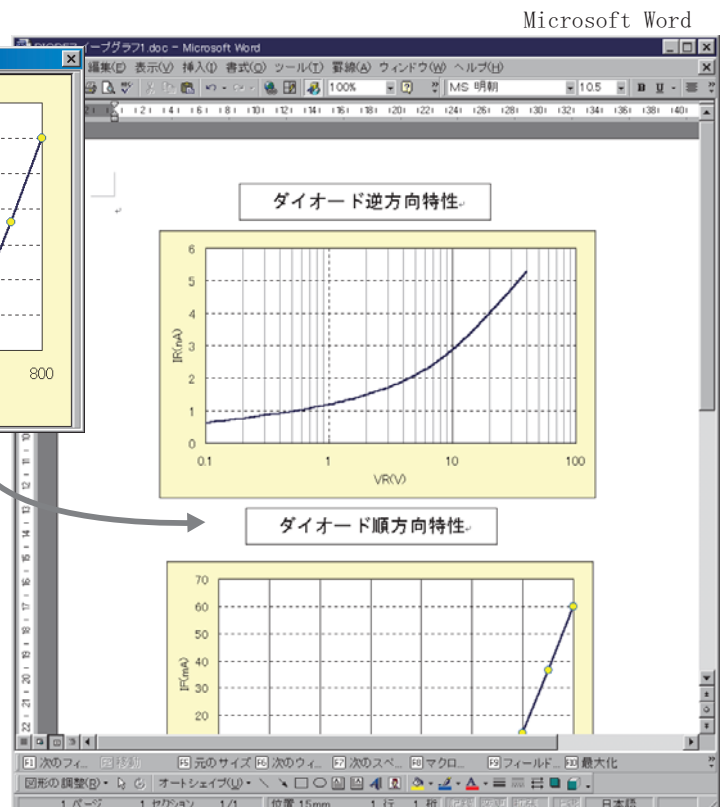 Microsoft Word
イープグラフ1.doc - Microsoft Word
編集(E) 表示(V) 挿入(I) 書式(O) ツール(T) 罫線(A) ウィンドウ(W) ヘルプ(H)
100% MS 明朝 10.5 B U
ダイオード逆方向特性
6
5
4
3
2
1
0
IR(nA)
0.1 1 10 100
VR(V)
800
ダイオード順方向特性
70
60
50
40
30
20
IF(mA)
F1 次のフィ... F5 元のサイズ F6 次のウィ... F7 次のスペ... F8 マクロ... F9 フィールド... F10 最大化
図形の調整(R) オートシェイプ(U)
1 ページ 1 セクション 1/1 位置 15mm 1 行 1 桁 日本語